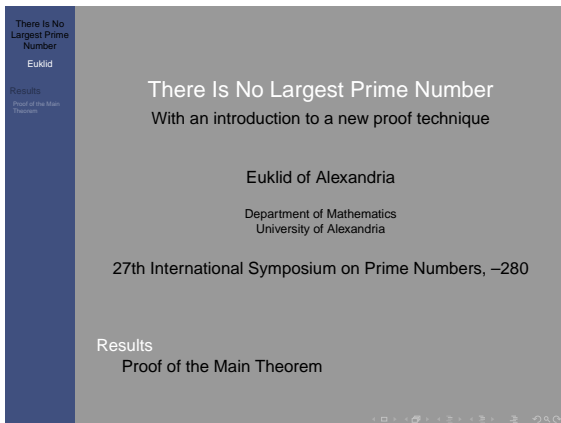 There Is No
Largest Prime
Number
Euklid
Results
Proof of the Main
Theorem
There Is No Largest Prime Number
With an introduction to a new proof technique
Euklid of Alexandria
Department of Mathematics
University of Alexandria
27th International Symposium on Prime Numbers, –280
Results
Proof of the Main Theorem